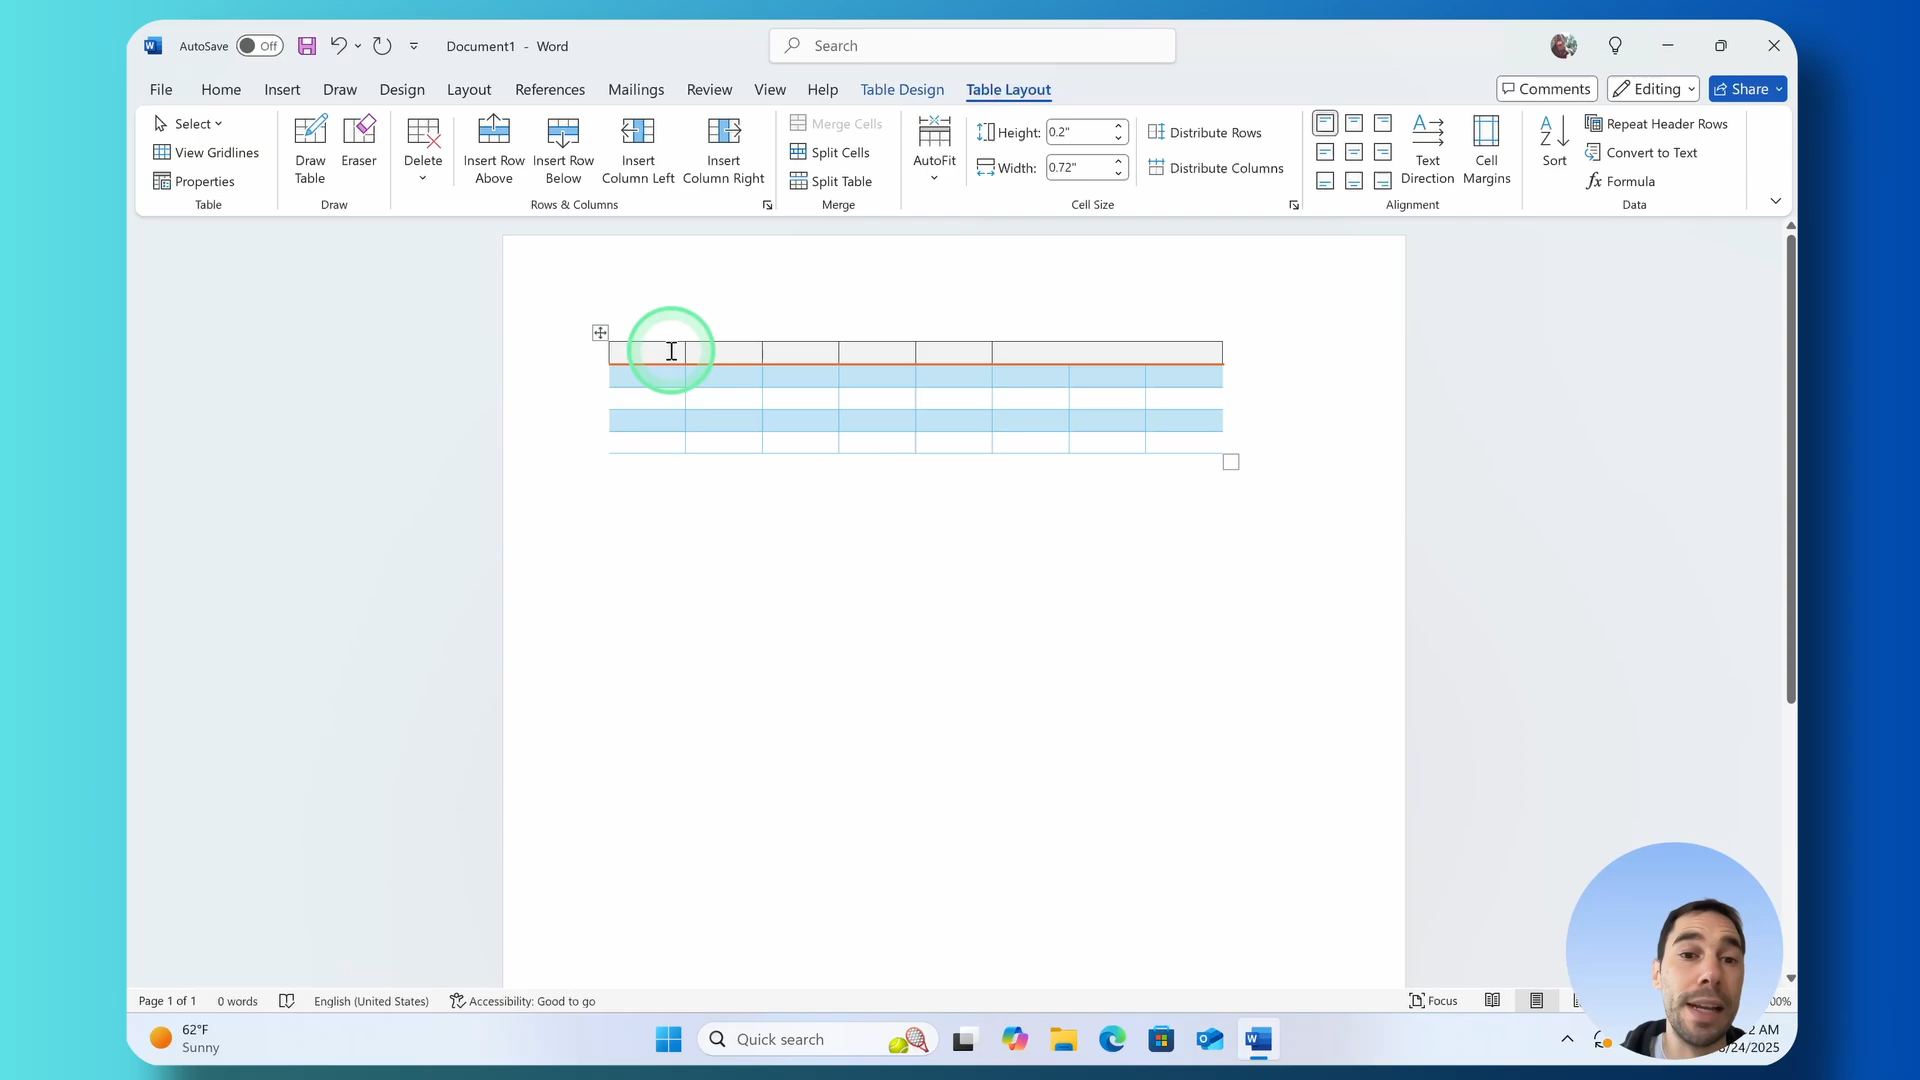 AutoSave Off Document1 - Word Search
File Home Insert Draw Design Layout References Mailings Review View Help Table Design Table Layout Comments Editing Share
Select
View Gridlines
Properties
Table
Draw Table
Eraser
Draw
Delete
Insert Row Above
Insert Row Below
Insert Column Left
Insert Column Right
Rows & Columns
Merge Cells
Split Cells
Split Table
Merge
AutoFit
Height: 0.2"
Width: 0.72"
Distribute Rows
Distribute Columns
Cell Size
Text Direction
Cell Margins
Alignment
Sort
Repeat Header Rows
Convert to Text
Formula
Data
Page 1 of 1 0 words English (United States) Accessibility: Good to go Focus
62°F
Sunny
Quick search
AM
/24/2025